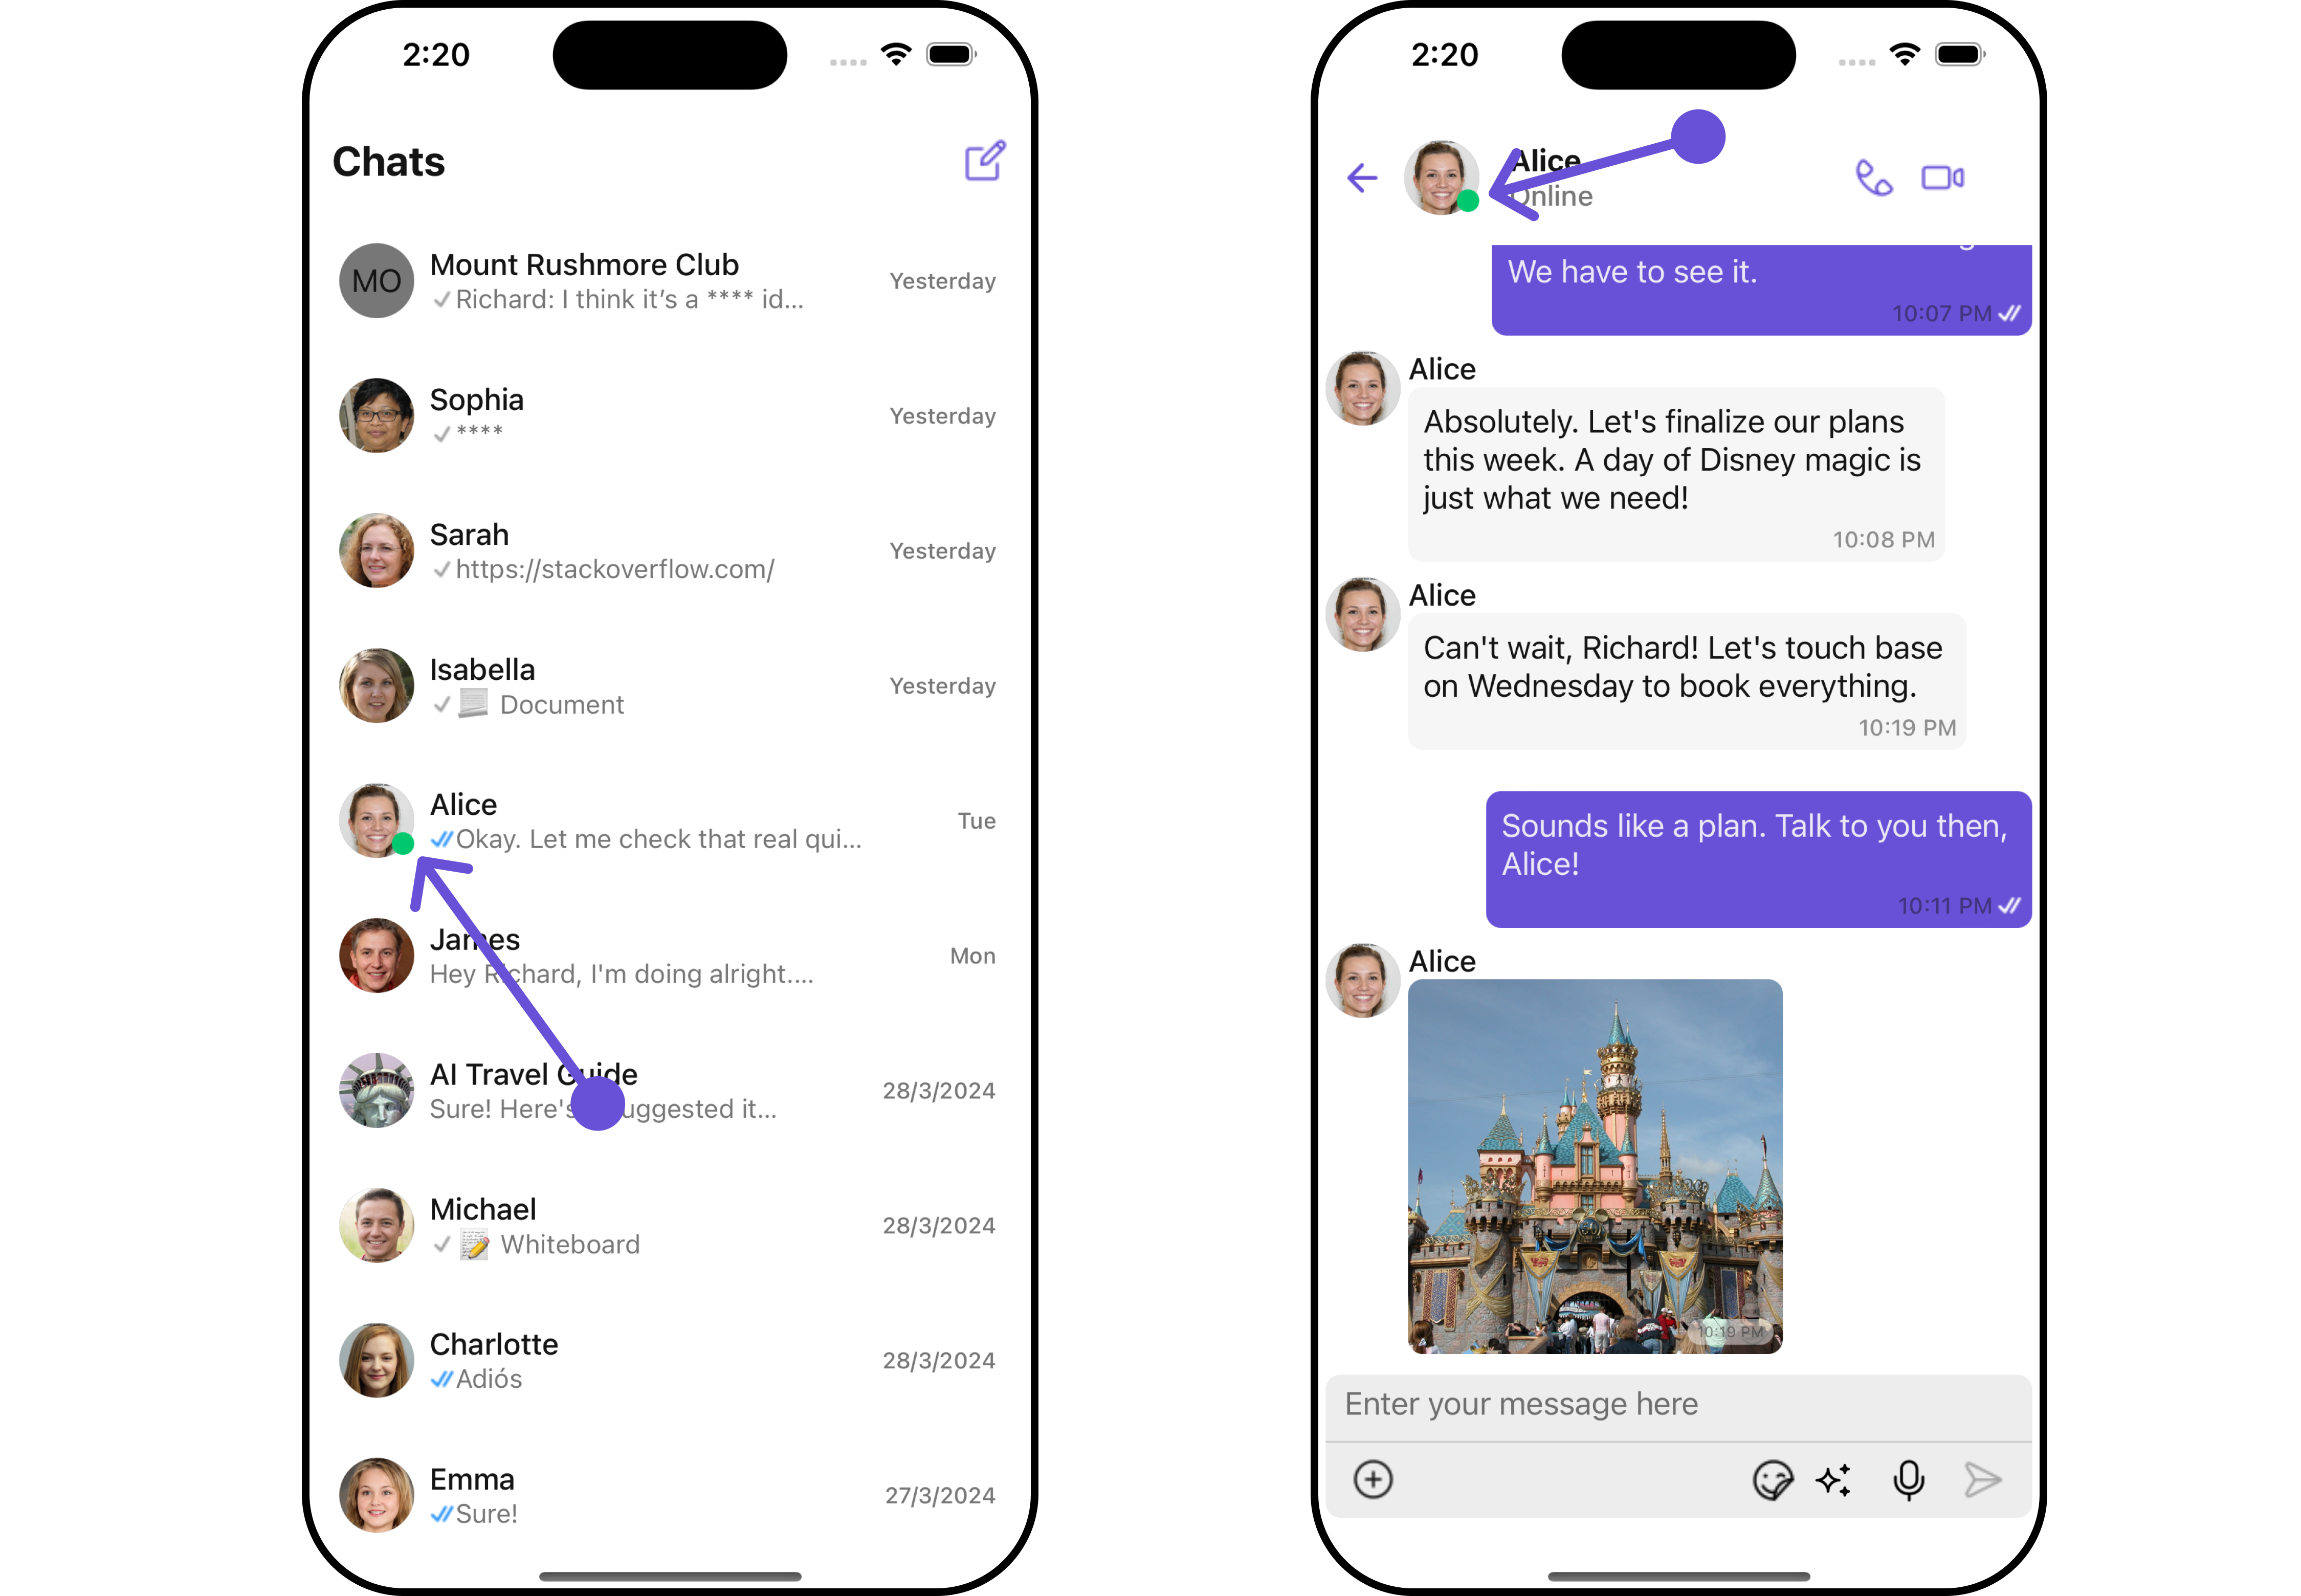 2:20
Chats
MO
Mount Rushmore Club
Yesterday
Richard: I think it’s a **** id...
Sophia
Yesterday
****
Sarah
Yesterday
https://stackoverflow.com/
Isabella
Yesterday
Document
Alice
Tue
Okay. Let me check that real qui...
James
Mon
Hey Richard, I'm doing alright....
AI Travel Guide
28/3/2024
Sure! Here's suggested it...
Michael
28/3/2024
Whiteboard
Charlotte
28/3/2024
Adiós
Emma
27/3/2024
Sure!
2:20
Alice
Online
We have to see it.
10:07 PM
Alice
Absolutely. Let's finalize our plans
this week. A day of Disney magic is
just what we need!
10:08 PM
Alice
Can't wait, Richard! Let's touch base
on Wednesday to book everything.
10:19 PM
Sounds like a plan. Talk to you then,
Alice!
10:11 PM
Alice
10:19 PM
Enter your message here